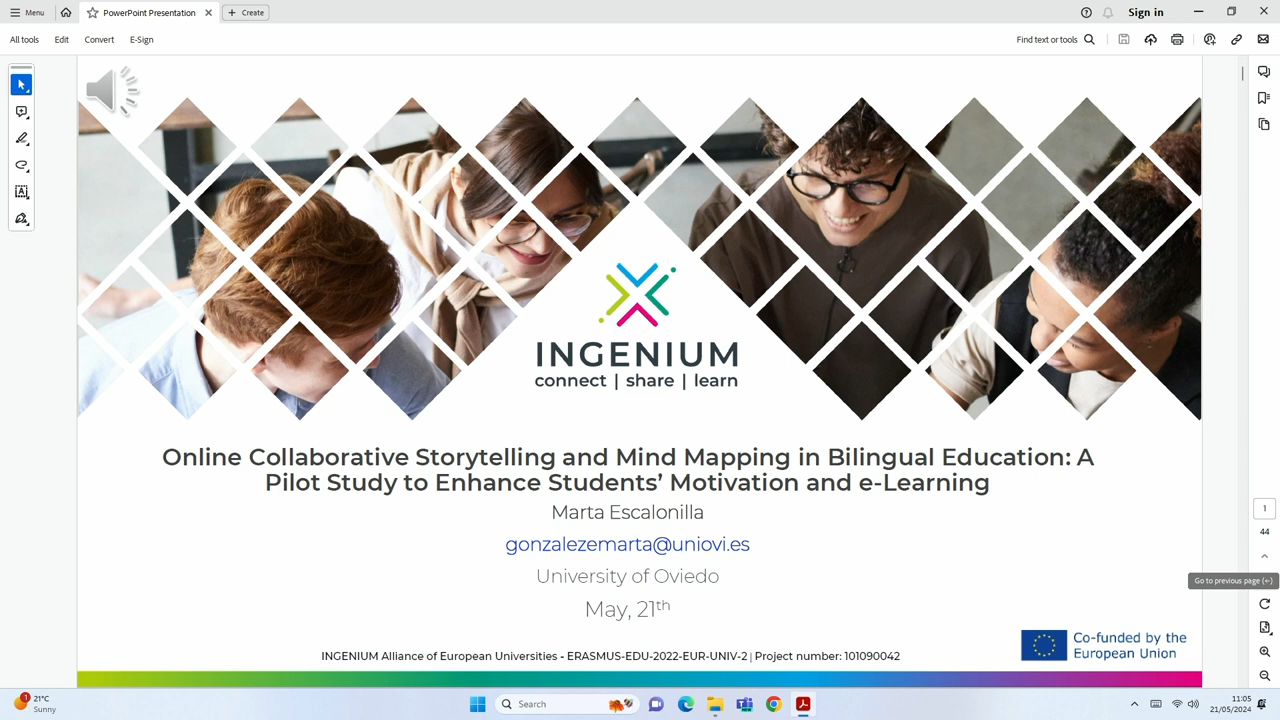 Menu
PowerPoint Presentation
Create
Sign in
All tools
Edit
Convert
E-Sign
Find text or tools
INGENIUM
connect | share | learn
Online Collaborative Storytelling and Mind Mapping in Bilingual Education: A
Pilot Study to Enhance Students’ Motivation and e-Learning
Marta Escalonilla
gonzalezemarta@uniovi.es
University of Oviedo
May, 21th
INGENIUM Alliance of European Universities - ERASMUS-EDU-2022-EUR-UNIV-2 | Project number: 101090042
Co-funded by the
European Union
1
44
Go to previous page (←)
1
21°C
Sunny
Search
11:05
21/05/2024